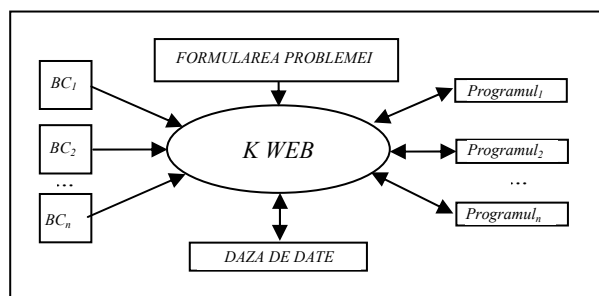 FORMULAREA PROBLEMEI
BC1
BC2
…
BCn
K WEB
Programul1
Programul2
…
Programuln
DAZA DE DATE